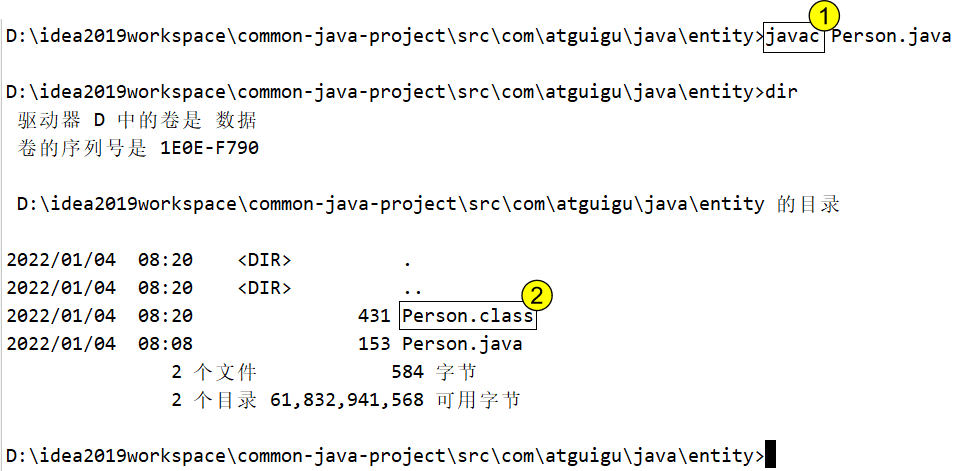 1
D:\idea2019workspace\common-java-project\src\com\atguigu\java\entity>javac Person.java
D:\idea2019workspace\common-java-project\src\com\atguigu\java\entity>dir
驱动器 D 中的卷是 数据
卷的序列号是 1E0E-F790
D:\idea2019workspace\common-java-project\src\com\atguigu\java\entity 的目录
2022/01/04  08:20    <DIR>          .
2022/01/04  08:20    <DIR>          ..
2
2022/01/04  08:20               431 Person.class
2022/01/04  08:08               153 Person.java
2 个文件            584 字节
2 个目录 61,832,941,568 可用字节
D:\idea2019workspace\common-java-project\src\com\atguigu\java\entity>